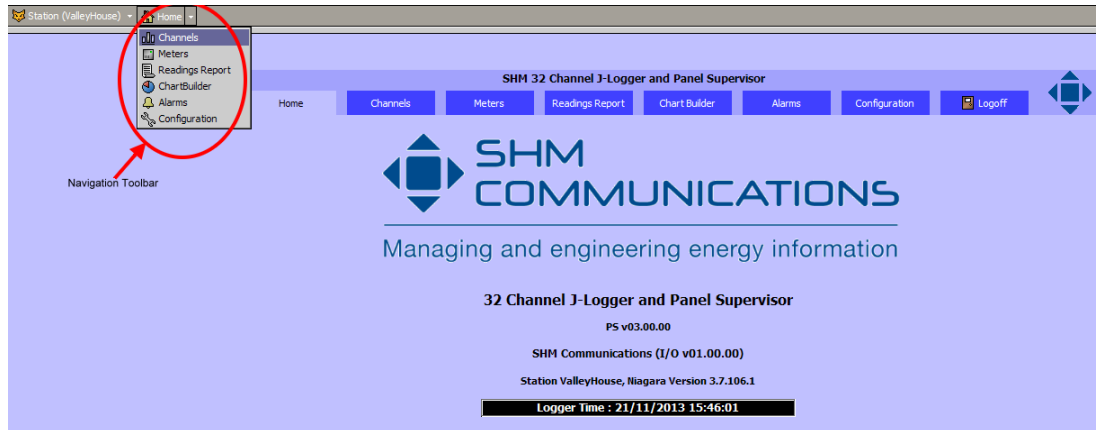 Station (ValleyHouse) Home
Channels
Meters
Readings Report
ChartBuilder
Alarms
Configuration
Navigation Toolbar
SHM 32 Channel J-Logger and Panel Supervisor
Home Channels Meters Readings Report Chart Builder Alarms Configuration Logoff
SHM
COMMUNICATIONS
Managing and engineering energy information
32 Channel J-Logger and Panel Supervisor
PS v03.00.00
SHM Communications (I/O v01.00.00)
Station ValleyHouse, Niagara Version 3.7.106.1
Logger Time : 21/11/2013 15:46:01